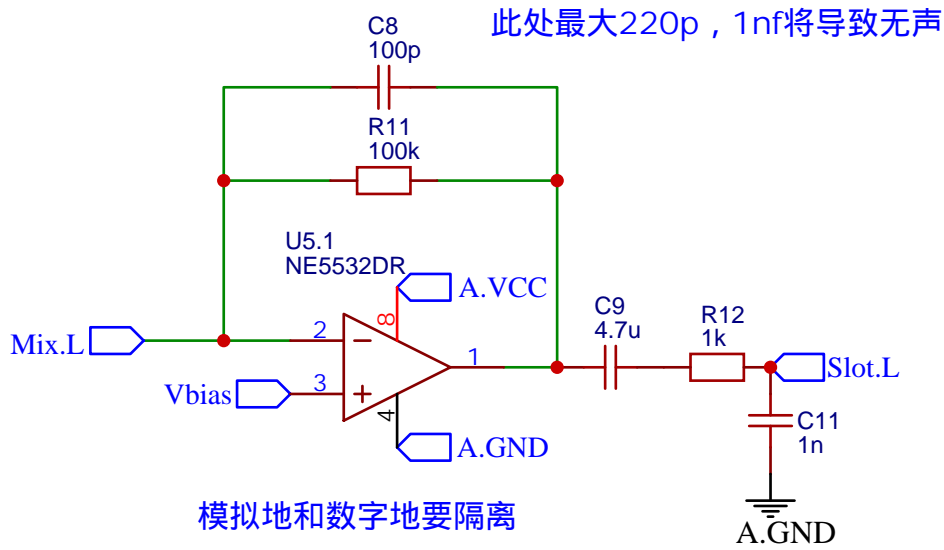 此处最大220p，1nf将导致无声
C8
100p
R11
100k
U5.1
NE5532DR
A.VCC
8
C9
4.7u
R12
1k
Mix.L
2
1
Slot.L
Vbias
3
4
C11
1n
A.GND
模拟地和数字地要隔离
A.GND